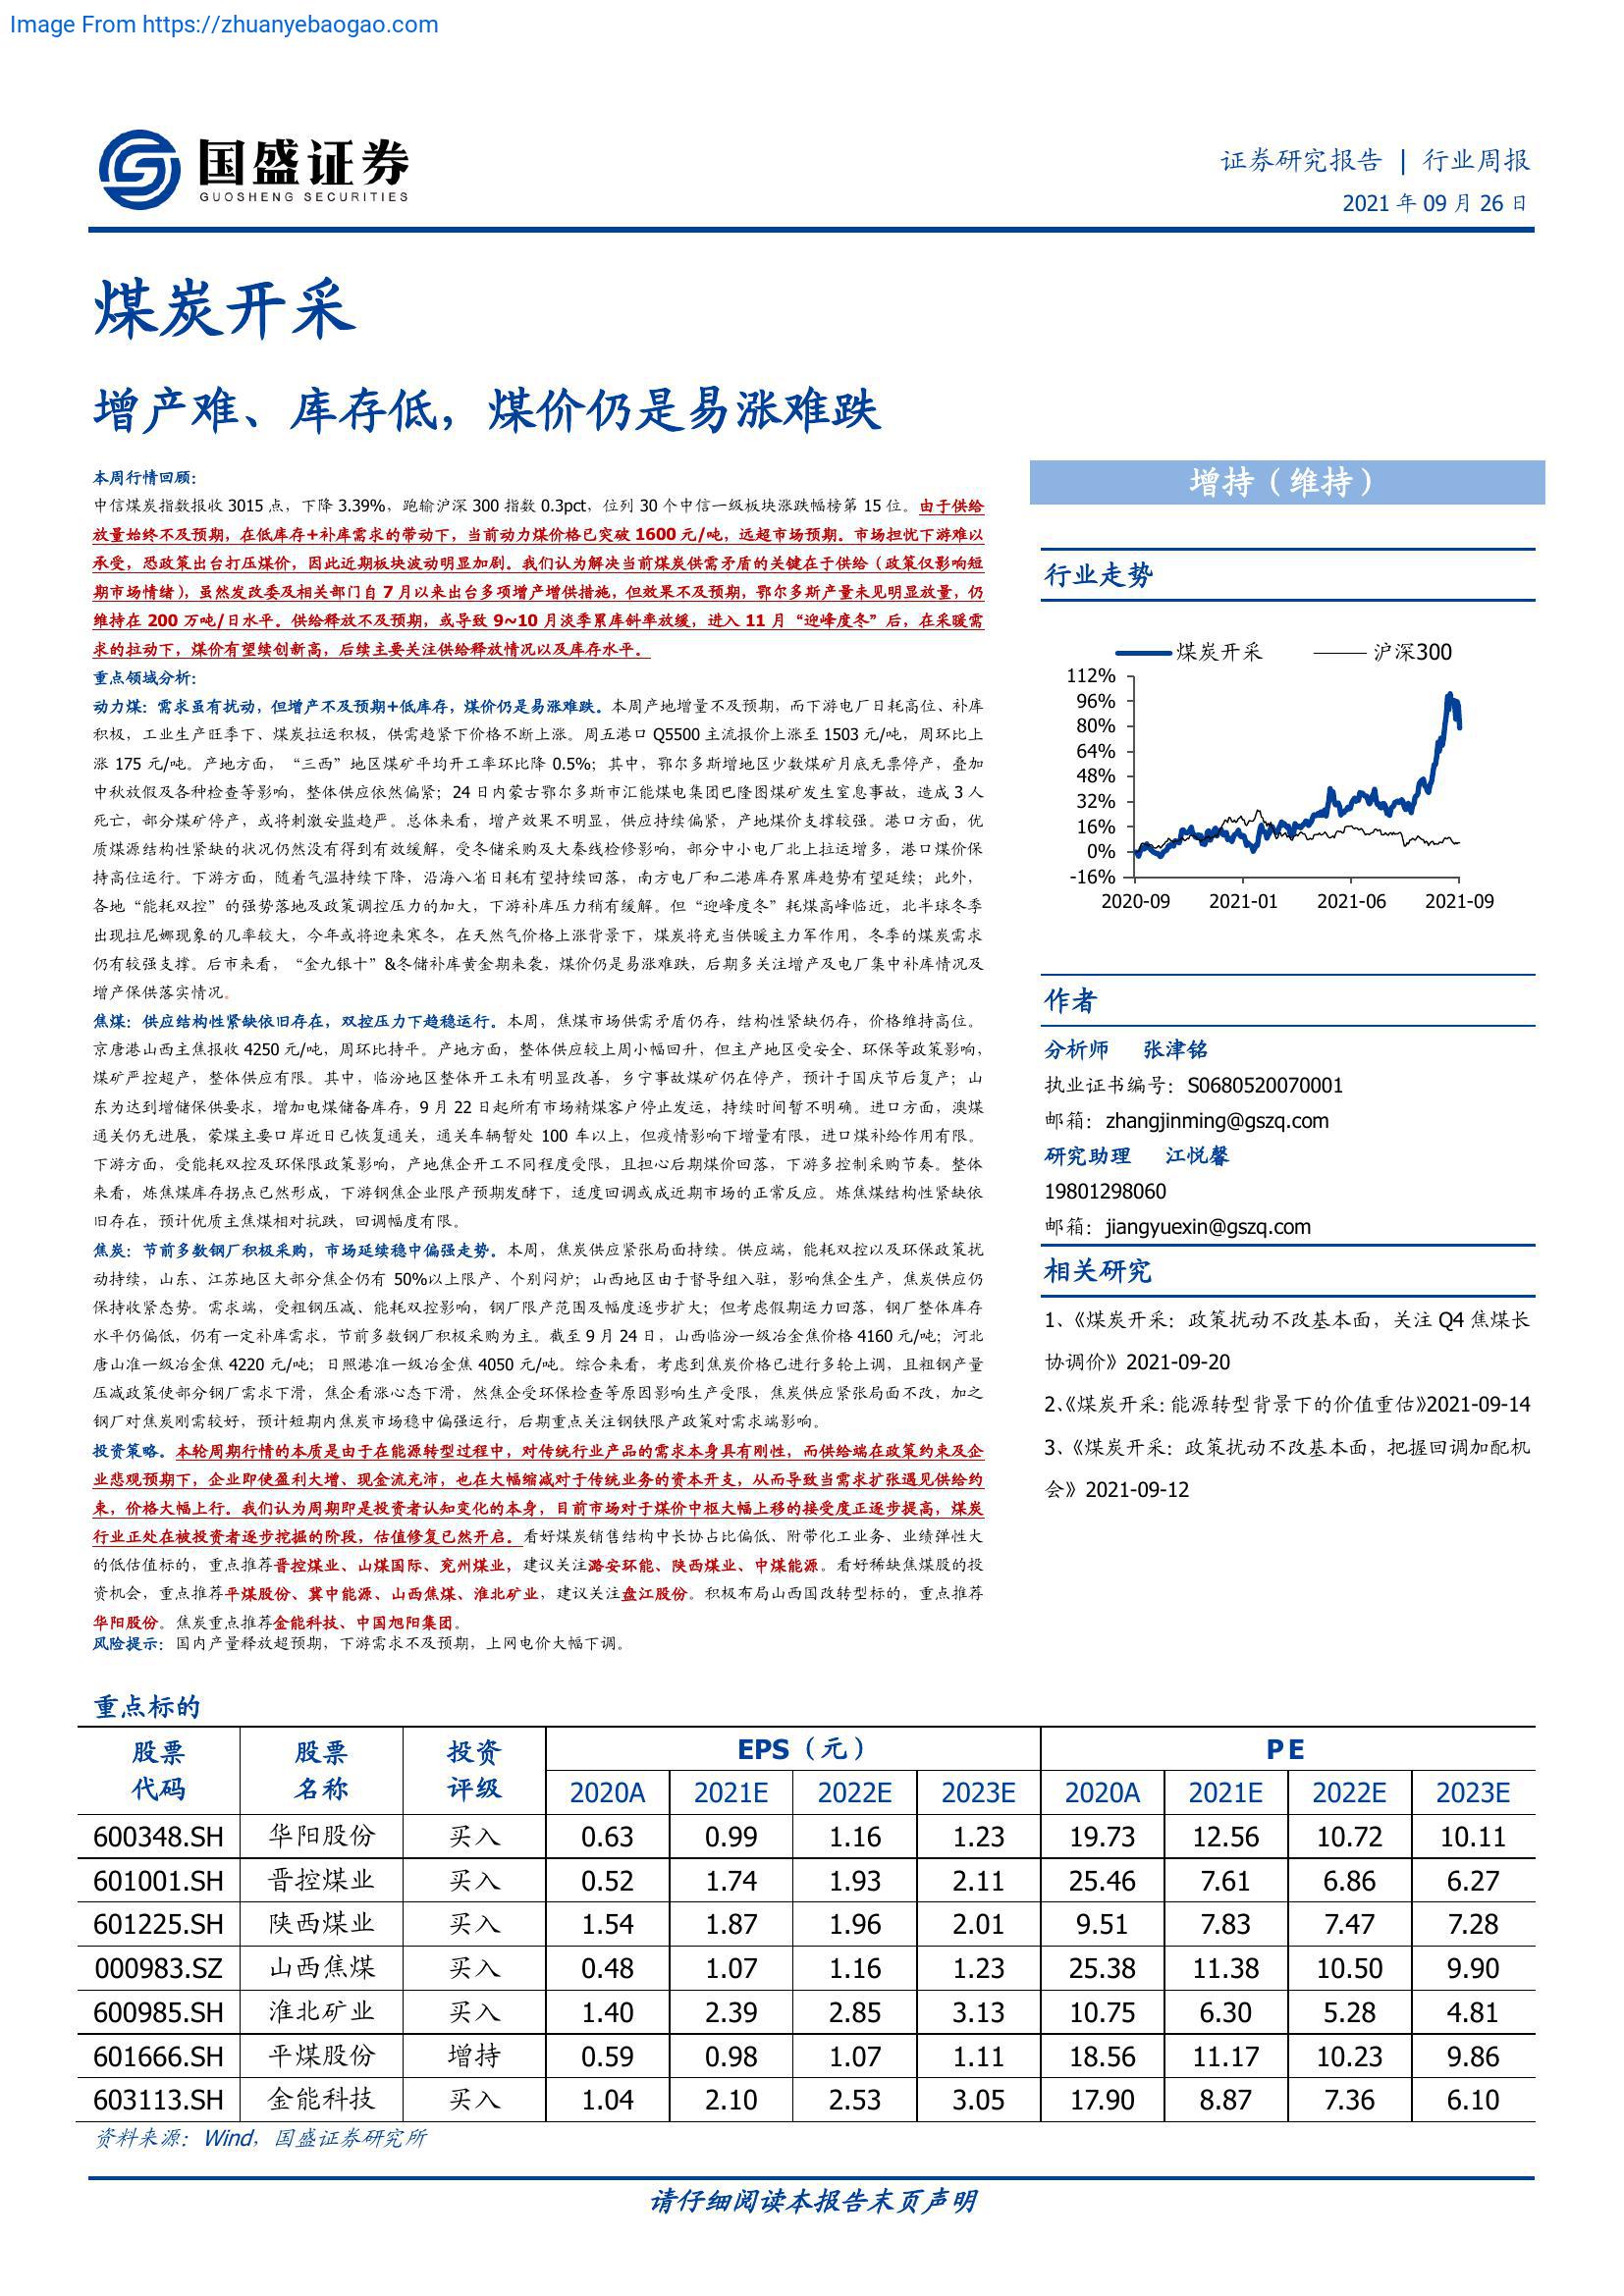 Image From https://zhuanyebaogao.com
国盛证券
GUOSHENG SECURITIES
证券研究报告 | 行业周报
2021 年 09 月 26 日
煤炭开采
增产难、库存低，煤价仍是易涨难跌
本周行情回顾：
中信煤炭指数报收 3015 点，下降 3.39%，跑输沪深 300 指数 0.3pct，位列 30 个中信一级板块涨跌幅榜第 15 位。由于供给
放量始终不及预期，在低库存+补库需求的带动下，当前动力煤价格已突破 1600 元/吨，远超市场预期。市场担忧下游难以
承受，恐政策出台打压煤价，因此近期板块波动明显加剧。我们认为解决当前煤炭供需矛盾的关键在于供给（政策仅影响短
期市场情绪），虽然发改委及相关部门自 7 月以来出台多项增产增供措施，但效果不及预期，鄂尔多斯产量未见明显放量，仍
维持在 200 万吨/日水平。供给释放不及预期，或导致 9~10 月淡季累库斜率放缓，进入 11 月“迎峰度冬”后，在采暖需
求的拉动下，煤价有望续创新高，后续主要关注供给释放情况以及库存水平。
重点领域分析：
动力煤：需求虽有扰动，但增产不及预期+低库存，煤价仍是易涨难跌。本周产地增量不及预期，而下游电厂日耗高位、补库
积极，工业生产旺季下、煤炭拉运积极，供需趋紧下价格不断上涨。周五港口 Q5500 主流报价上涨至 1503 元/吨，周环比上
涨 175 元/吨。产地方面，“三西”地区煤矿平均开工率环比降 0.5%；其中，鄂尔多斯增地区少数煤矿月底无票停产，叠加
中秋放假及各种检查等影响，整体供应依然偏紧；24 日内蒙古鄂尔多斯市汇能煤电集团巴隆图煤矿发生窒息事故，造成 3 人
死亡，部分煤矿停产，或将刺激安监趋严。总体来看，增产效果不明显，供应持续偏紧，产地煤价支撑较强。港口方面，优
质煤源结构性紧缺的状况仍然没有得到有效缓解，受冬储采购及大秦线检修影响，部分中小电厂北上拉运增多，港口煤价保
持高位运行。下游方面，随着气温持续下降，沿海八省日耗有望持续回落，南方电厂和二港库存累库趋势有望延续；此外，
各地“能耗双控”的强势落地及政策调控压力的加大，下游补库压力稍有缓解。但“迎峰度冬”耗煤高峰临近，北半球冬季
出现拉尼娜现象的几率较大，今年或将迎来寒冬，在天然气价格上涨背景下，煤炭将充当供暖主力军作用，冬季的煤炭需求
仍有较强支撑。后市来看，“金九银十”&冬储补库黄金期来袭，煤价仍是易涨难跌，后期多关注增产及电厂集中补库情况及
增产保供落实情况。
焦煤：供应结构性紧缺依旧存在，双控压力下趋稳运行。本周，焦煤市场供需矛盾仍存，结构性紧缺仍存，价格维持高位。
京唐港山西主焦报收 4250 元/吨，周环比持平。产地方面，整体供应较上周小幅回升，但主产地区受安全、环保等政策影响，
煤矿严控超产，整体供应有限。其中，临汾地区整体开工未有明显改善，乡宁事故煤矿仍在停产，预计于国庆节后复产；山
东为达到增储保供要求，增加电煤储备库存，9 月 22 日起所有市场精煤客户停止发运，持续时间暂不明确。进口方面，澳煤
通关仍无进展，蒙煤主要口岸近日已恢复通关，通关车辆暂处 100 车以上，但疫情影响下增量有限，进口煤补给作用有限。
下游方面，受能耗双控及环保限政策影响，产地焦企开工不同程度受限，且担心后期煤价回落，下游多控制采购节奏。整体
来看，炼焦煤库存拐点已然形成，下游钢焦企业限产预期发酵下，适度回调或成近期市场的正常反应。炼焦煤结构性紧缺依
旧存在，预计优质主焦煤相对抗跌，回调幅度有限。
焦炭：节前多数钢厂积极采购，市场延续稳中偏强走势。本周，焦炭供应紧张局面持续。供应端，能耗双控以及环保政策扰
动持续，山东、江苏地区大部分焦企仍有 50%以上限产、个别闷炉；山西地区由于督导组入驻，影响焦企生产，焦炭供应仍
保持收紧态势。需求端，受粗钢压减、能耗双控影响，钢厂限产范围及幅度逐步扩大；但考虑假期运力回落，钢厂整体库存
水平仍偏低，仍有一定补库需求，节前多数钢厂积极采购为主。截至 9 月 24 日，山西临汾一级冶金焦价格 4160 元/吨；河北
唐山准一级冶金焦 4220 元/吨；日照港准一级冶金焦 4050 元/吨。综合来看，考虑到焦炭价格已进行多轮上调，且粗钢产量
压减政策使部分钢厂需求下滑，焦企看涨心态下滑，然焦企受环保检查等原因影响生产受限，焦炭供应紧张局面不改，加之
钢厂对焦炭刚需较好，预计短期内焦炭市场稳中偏强运行，后期重点关注钢铁限产政策对需求端影响。
投资策略。本轮周期行情的本质是由于在能源转型过程中，对传统行业产品的需求本身具有刚性，而供给端在政策约束及企
业悲观预期下，企业即使盈利大增、现金流充沛，也在大幅缩减对于传统业务的资本开支，从而导致当需求扩张遇见供给约
束，价格大幅上行。我们认为周期即是投资者认知变化的本身，目前市场对于煤价中枢大幅上移的接受度正逐步提高，煤炭
行业正处在被投资者逐步挖掘的阶段，估值修复已然开启。看好煤炭销售结构中长协占比偏低、附带化工业务、业绩弹性大
的低估值标的，重点推荐晋控煤业、山煤国际、兖州煤业，建议关注潞安环能、陕西煤业、中煤能源。看好稀缺焦煤股的投
资机会，重点推荐平煤股份、冀中能源、山西焦煤、淮北矿业，建议关注盘江股份。积极布局山西国改转型标的，重点推荐
华阳股份。焦炭重点推荐金能科技、中国旭阳集团。
风险提示：国内产量释放超预期，下游需求不及预期，上网电价大幅下调。
增持（维持）
行业走势
煤炭开采 沪深300
112%
96%
80%
64%
48%
32%
16%
0%
-16%
2020-09 2021-01 2021-06 2021-09
作者
分析师 张津铭
执业证书编号：S0680520070001
邮箱：zhangjinming@gszq.com
研究助理 江悦馨
19801298060
邮箱：jiangyuexin@gszq.com
相关研究
1、《煤炭开采：政策扰动不改基本面，关注 Q4 焦煤长
协调价》2021-09-20
2、《煤炭开采：能源转型背景下的价值重估》2021-09-14
3、《煤炭开采：政策扰动不改基本面，把握回调加配机
会》2021-09-12
重点标的
股票 股票 投资 EPS（元） PE
代码 名称 评级 2020A 2021E 2022E 2023E 2020A 2021E 2022E 2023E
600348.SH 华阳股份 买入 0.63 0.99 1.16 1.23 19.73 12.56 10.72 10.11
601001.SH 晋控煤业 买入 0.52 1.74 1.93 2.11 25.46 7.61 6.86 6.27
601225.SH 陕西煤业 买入 1.54 1.87 1.96 2.01 9.51 7.83 7.47 7.28
000983.SZ 山西焦煤 买入 0.48 1.07 1.16 1.23 25.38 11.38 10.50 9.90
600985.SH 淮北矿业 买入 1.40 2.39 2.85 3.13 10.75 6.30 5.28 4.81
601666.SH 平煤股份 增持 0.59 0.98 1.07 1.11 18.56 11.17 10.23 9.86
603113.SH 金能科技 买入 1.04 2.10 2.53 3.05 17.90 8.87 7.36 6.10
资料来源：Wind，国盛证券研究所
请仔细阅读本报告末页声明